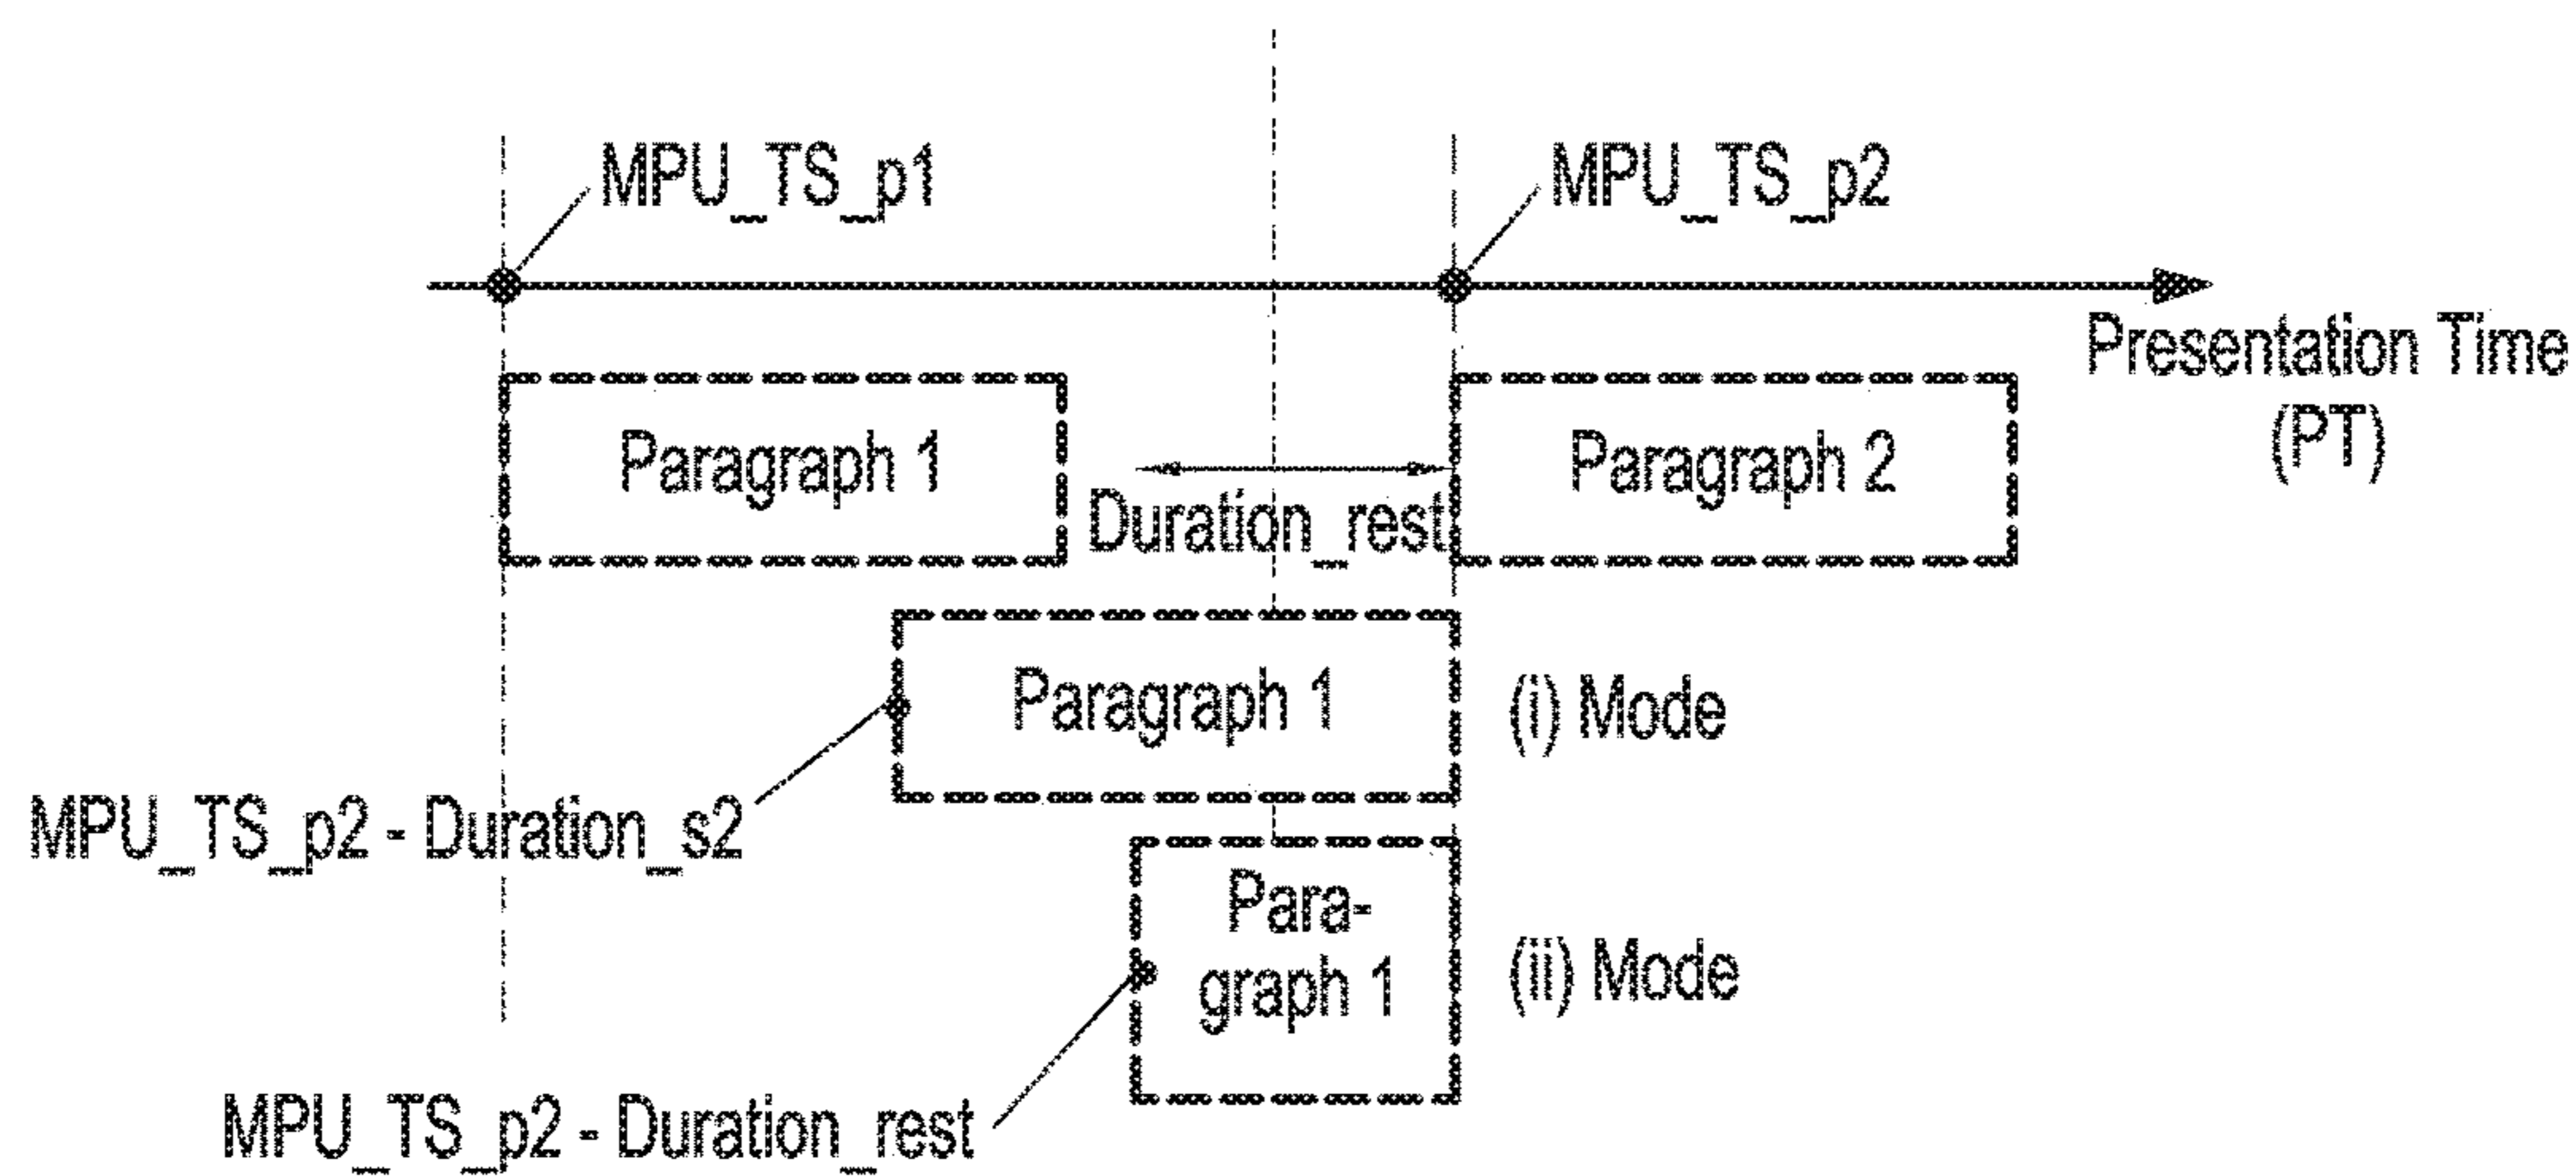 MPU_TS_p1
MPU_TS_p2
Presentation Time
(PT)
Paragraph 1
Duration_rest
Paragraph 2
Paragraph 1
(i) Mode
MPU_TS_p2 - Duration_s2
Para-
graph 1
(ii) Mode
MPU_TS_p2 - Duration_rest